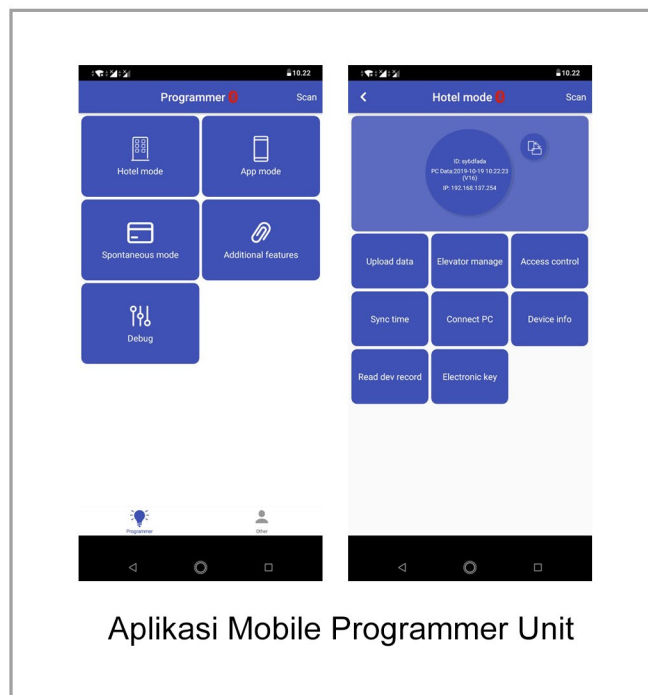 10.22
Programmer 0
Scan
Hotel mode
App mode
Spontaneous mode
Additional features
Debug
Programmer
Other
10.22
Hotel mode 0
Scan
ID: sy6dfada
PC Data:2019-10-19 10:22:23
(V16)
IP: 192.168.137.254
Upload data
Elevator manage
Access control
Sync time
Connect PC
Device info
Read dev record
Electronic key
Aplikasi Mobile Programmer Unit